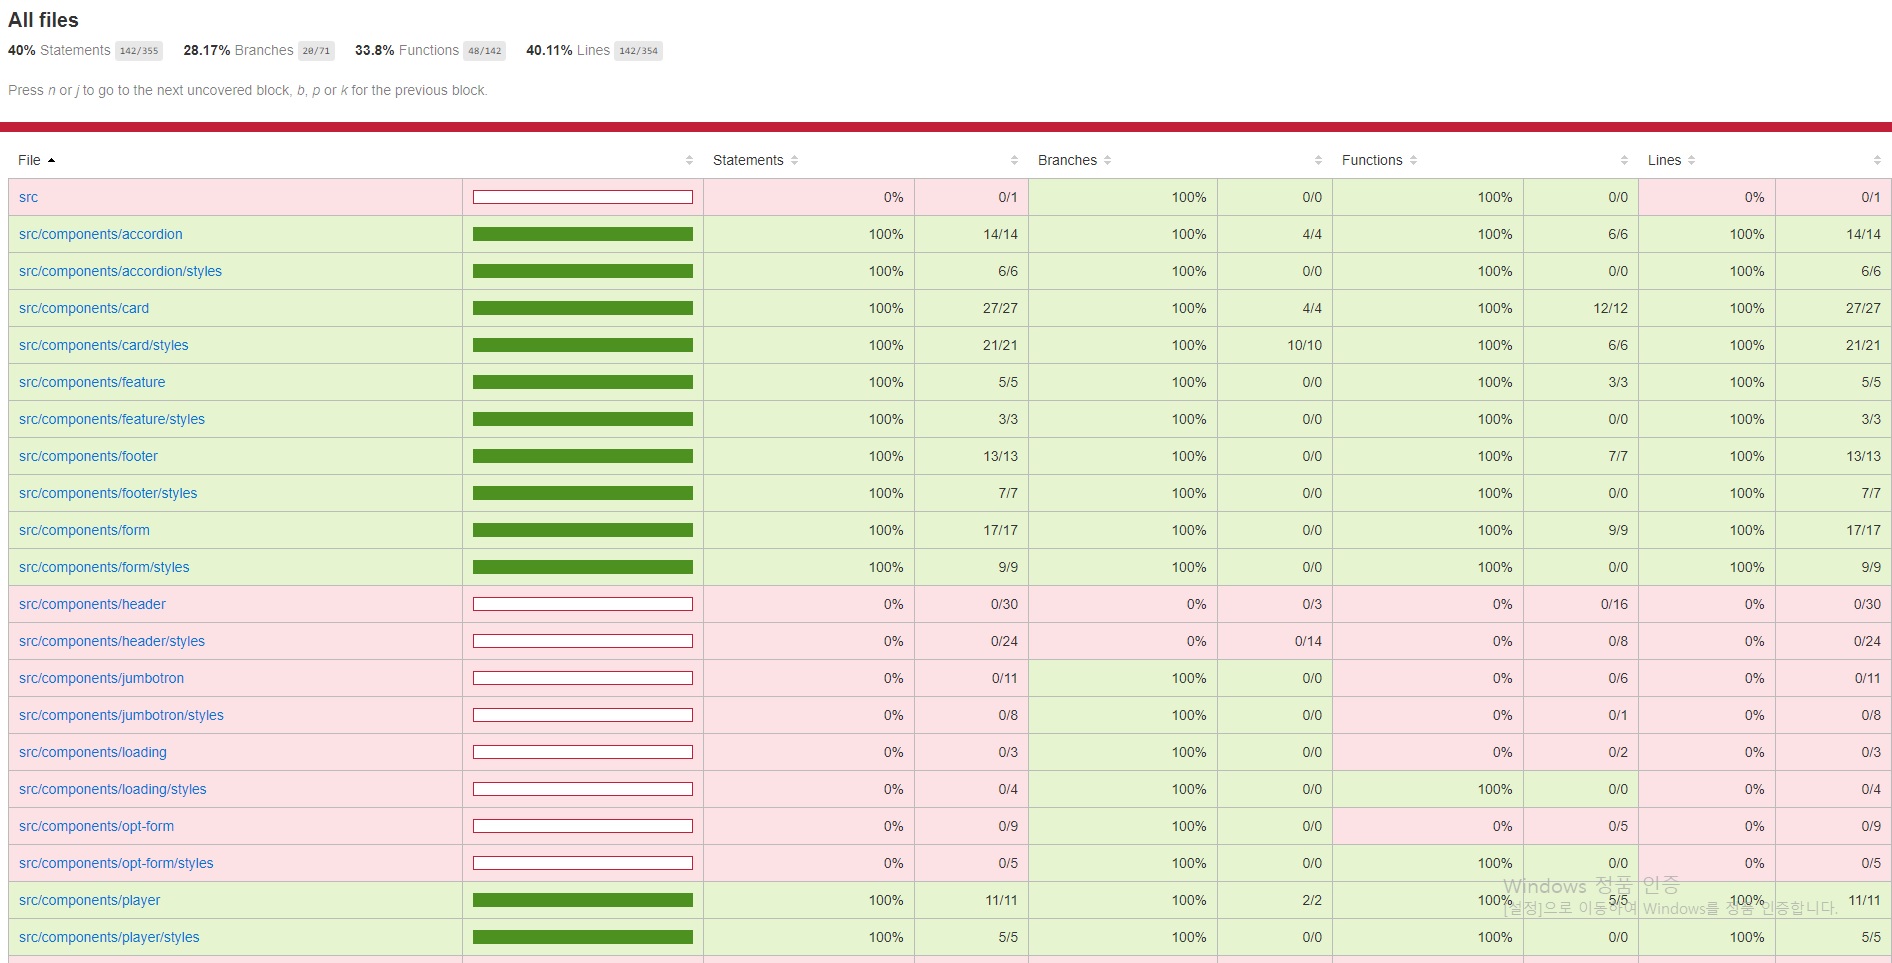 All files
40% Statements 142/355 28.17% Branches 20/71 33.8% Functions 48/142 40.11% Lines 142/354
Press n or j to go to the next uncovered block, b, p or k for the previous block.
File Statements Branches Functions Lines
src 0% 0/1 100% 0/0 100% 0/0 0% 0/1
src/components/accordion 100% 14/14 100% 4/4 100% 6/6 100% 14/14
src/components/accordion/styles 100% 6/6 100% 0/0 100% 0/0 100% 6/6
src/components/card 100% 27/27 100% 4/4 100% 12/12 100% 27/27
src/components/card/styles 100% 21/21 100% 10/10 100% 6/6 100% 21/21
src/components/feature 100% 5/5 100% 0/0 100% 3/3 100% 5/5
src/components/feature/styles 100% 3/3 100% 0/0 100% 0/0 100% 3/3
src/components/footer 100% 13/13 100% 0/0 100% 7/7 100% 13/13
src/components/footer/styles 100% 7/7 100% 0/0 100% 0/0 100% 7/7
src/components/form 100% 17/17 100% 0/0 100% 9/9 100% 17/17
src/components/form/styles 100% 9/9 100% 0/0 100% 0/0 100% 9/9
src/components/header 0% 0/30 0% 0/3 0% 0/16 0% 0/30
src/components/header/styles 0% 0/24 0% 0/14 0% 0/8 0% 0/24
src/components/jumbotron 0% 0/11 100% 0/0 0% 0/6 0% 0/11
src/components/jumbotron/styles 0% 0/8 100% 0/0 0% 0/1 0% 0/8
src/components/loading 0% 0/3 100% 0/0 0% 0/2 0% 0/3
src/components/loading/styles 0% 0/4 100% 0/0 100% 0/0 0% 0/4
src/components/opt-form 0% 0/9 100% 0/0 0% 0/5 0% 0/9
src/components/opt-form/styles 0% 0/5 100% 0/0 100% 0/0 0% 0/5
Windows 정품 인증
src/components/player 100% 11/11 100% 2/2 100% 5/5 100% 11/11
[설정]으로 이동하여 Windows를 정품 인증합니다.
src/components/player/styles 100% 5/5 100% 0/0 100% 0/0 100% 5/5